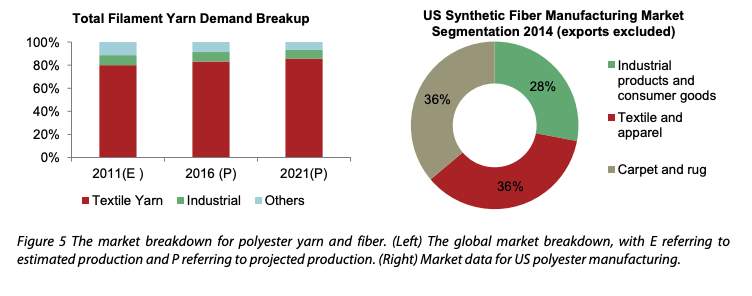 Total Filament Yarn Demand Breakup
100%
80%
60%
40%
20%
0%
2011(E )
2016 (P)
2021(P)
Textile Yarn
Industrial
Others
US Synthetic Fiber Manufacturing Market
Segmentation 2014 (exports excluded)
28%
36%
36%
Industrial
products and
consumer goods
Textile and
apparel
Carpet and rug
Figure 5 The market breakdown for polyester yarn and fiber. (Left) The global market breakdown, with E referring to
estimated production and P referring to projected production. (Right) Market data for US polyester manufacturing.